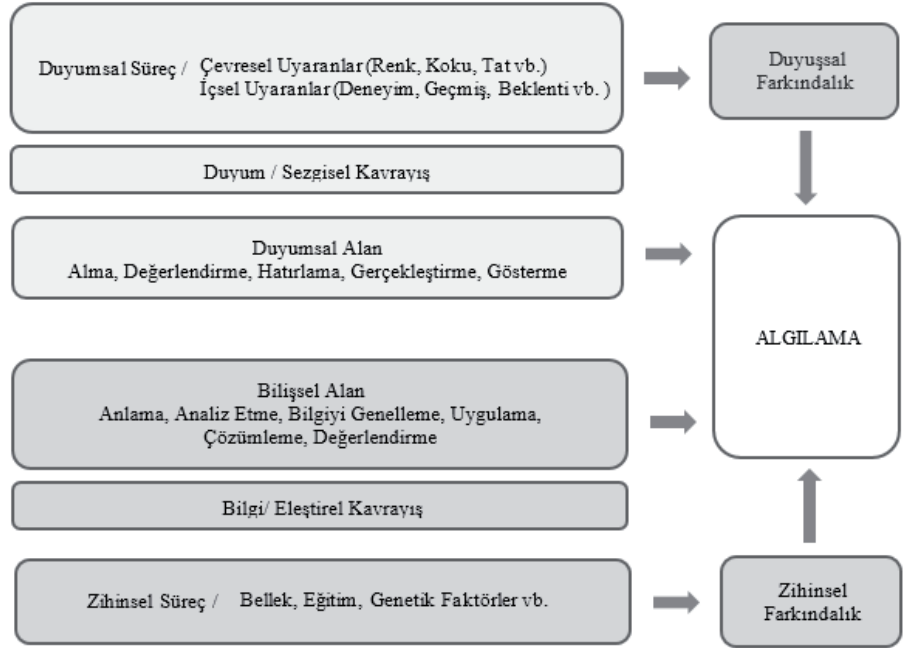 Duyumsal Süreç / Çevresel Uyaranlar (Renk, Koku, Tat vb.)
İçsel Uyaranlar (Deneyim, Geçmiş, Beklenti vb. )
Duyuşsal
Farkındalık
Duyum / Sezgisel Kavrayış
Duyumsal Alan
Alma, Değerlendirme, Hatırlama, Gerçekleştirme, Gösterme
ALGILAMA
Bilişsel Alan
Anlama, Analiz Etme, Bilgiyi Genelleme, Uygulama,
Çözümleme, Değerlendirme
Bilgi/ Eleştirel Kavrayış
Zihinsel Süreç / Bellek, Eğitim, Genetik Faktörler vb.
Zihinsel
Farkındalık